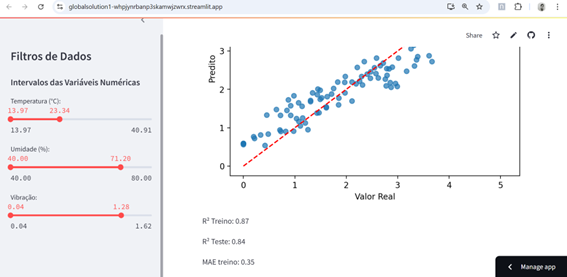 globalsolution1-whpjynrbanp3skamwjzwrx.streamlit.app
Share
Filtros de Dados
Intervalos das Variáveis Numéricas
Temperatura (°C):
13.97 23.34
13.97 40.91
Umidade (%):
40.00 71.20
40.00 80.00
Vibração:
0.04 1.28
0.04 1.62
Predito
3
2
1
0
0 1 2 3 4 5
Valor Real
R² Treino: 0.87
R² Teste: 0.84
MAE treino: 0.35
Manage app